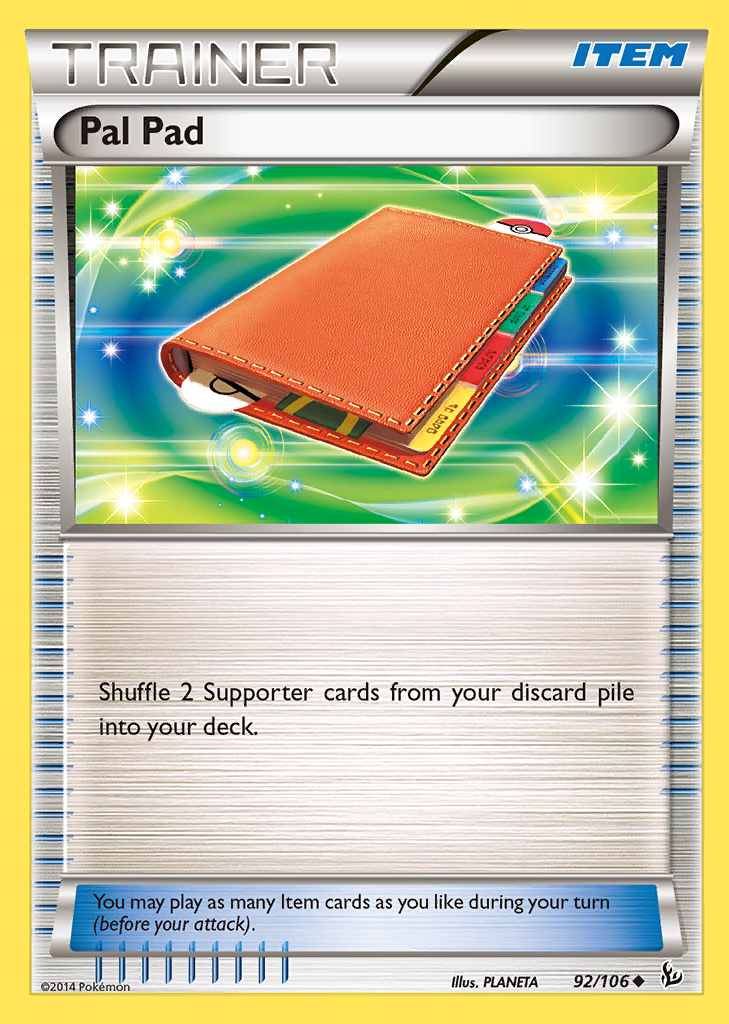 TRAINER
ITEM
Pal Pad
Shuffle 2 Supporter cards from your discard pile
into your deck.
You may play as many Item cards as you like during your turn
(before your attack).
©2014 Pokémon
Illus. PLANETA
92/106